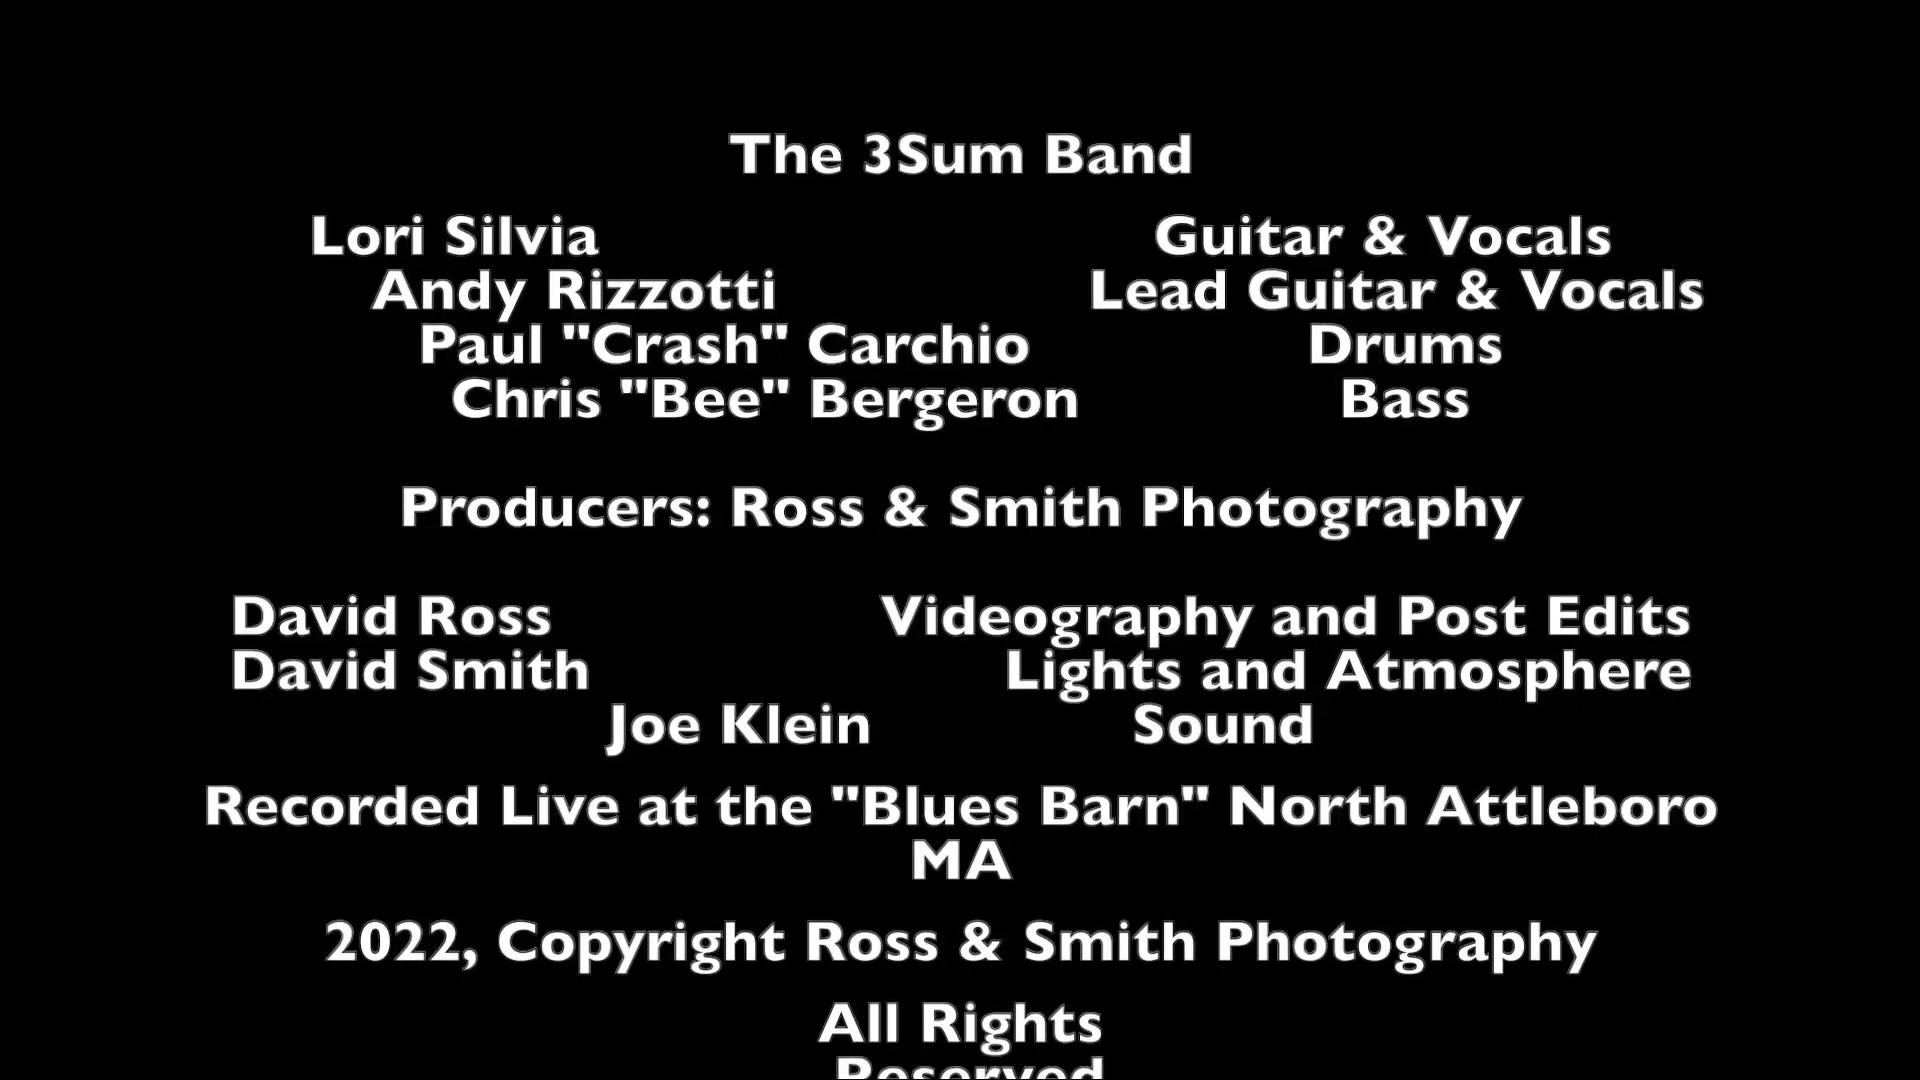 The 3Sum Band
Lori Silvia Guitar & Vocals
Andy Rizzotti Lead Guitar & Vocals
Paul "Crash" Carchio Drums
Chris "Bee" Bergeron Bass
Producers: Ross & Smith Photography
David Ross Videography and Post Edits
David Smith Lights and Atmosphere
Joe Klein Sound
Recorded Live at the "Blues Barn" North Attleboro
MA
2022, Copyright Ross & Smith Photography
All Rights
Reserved